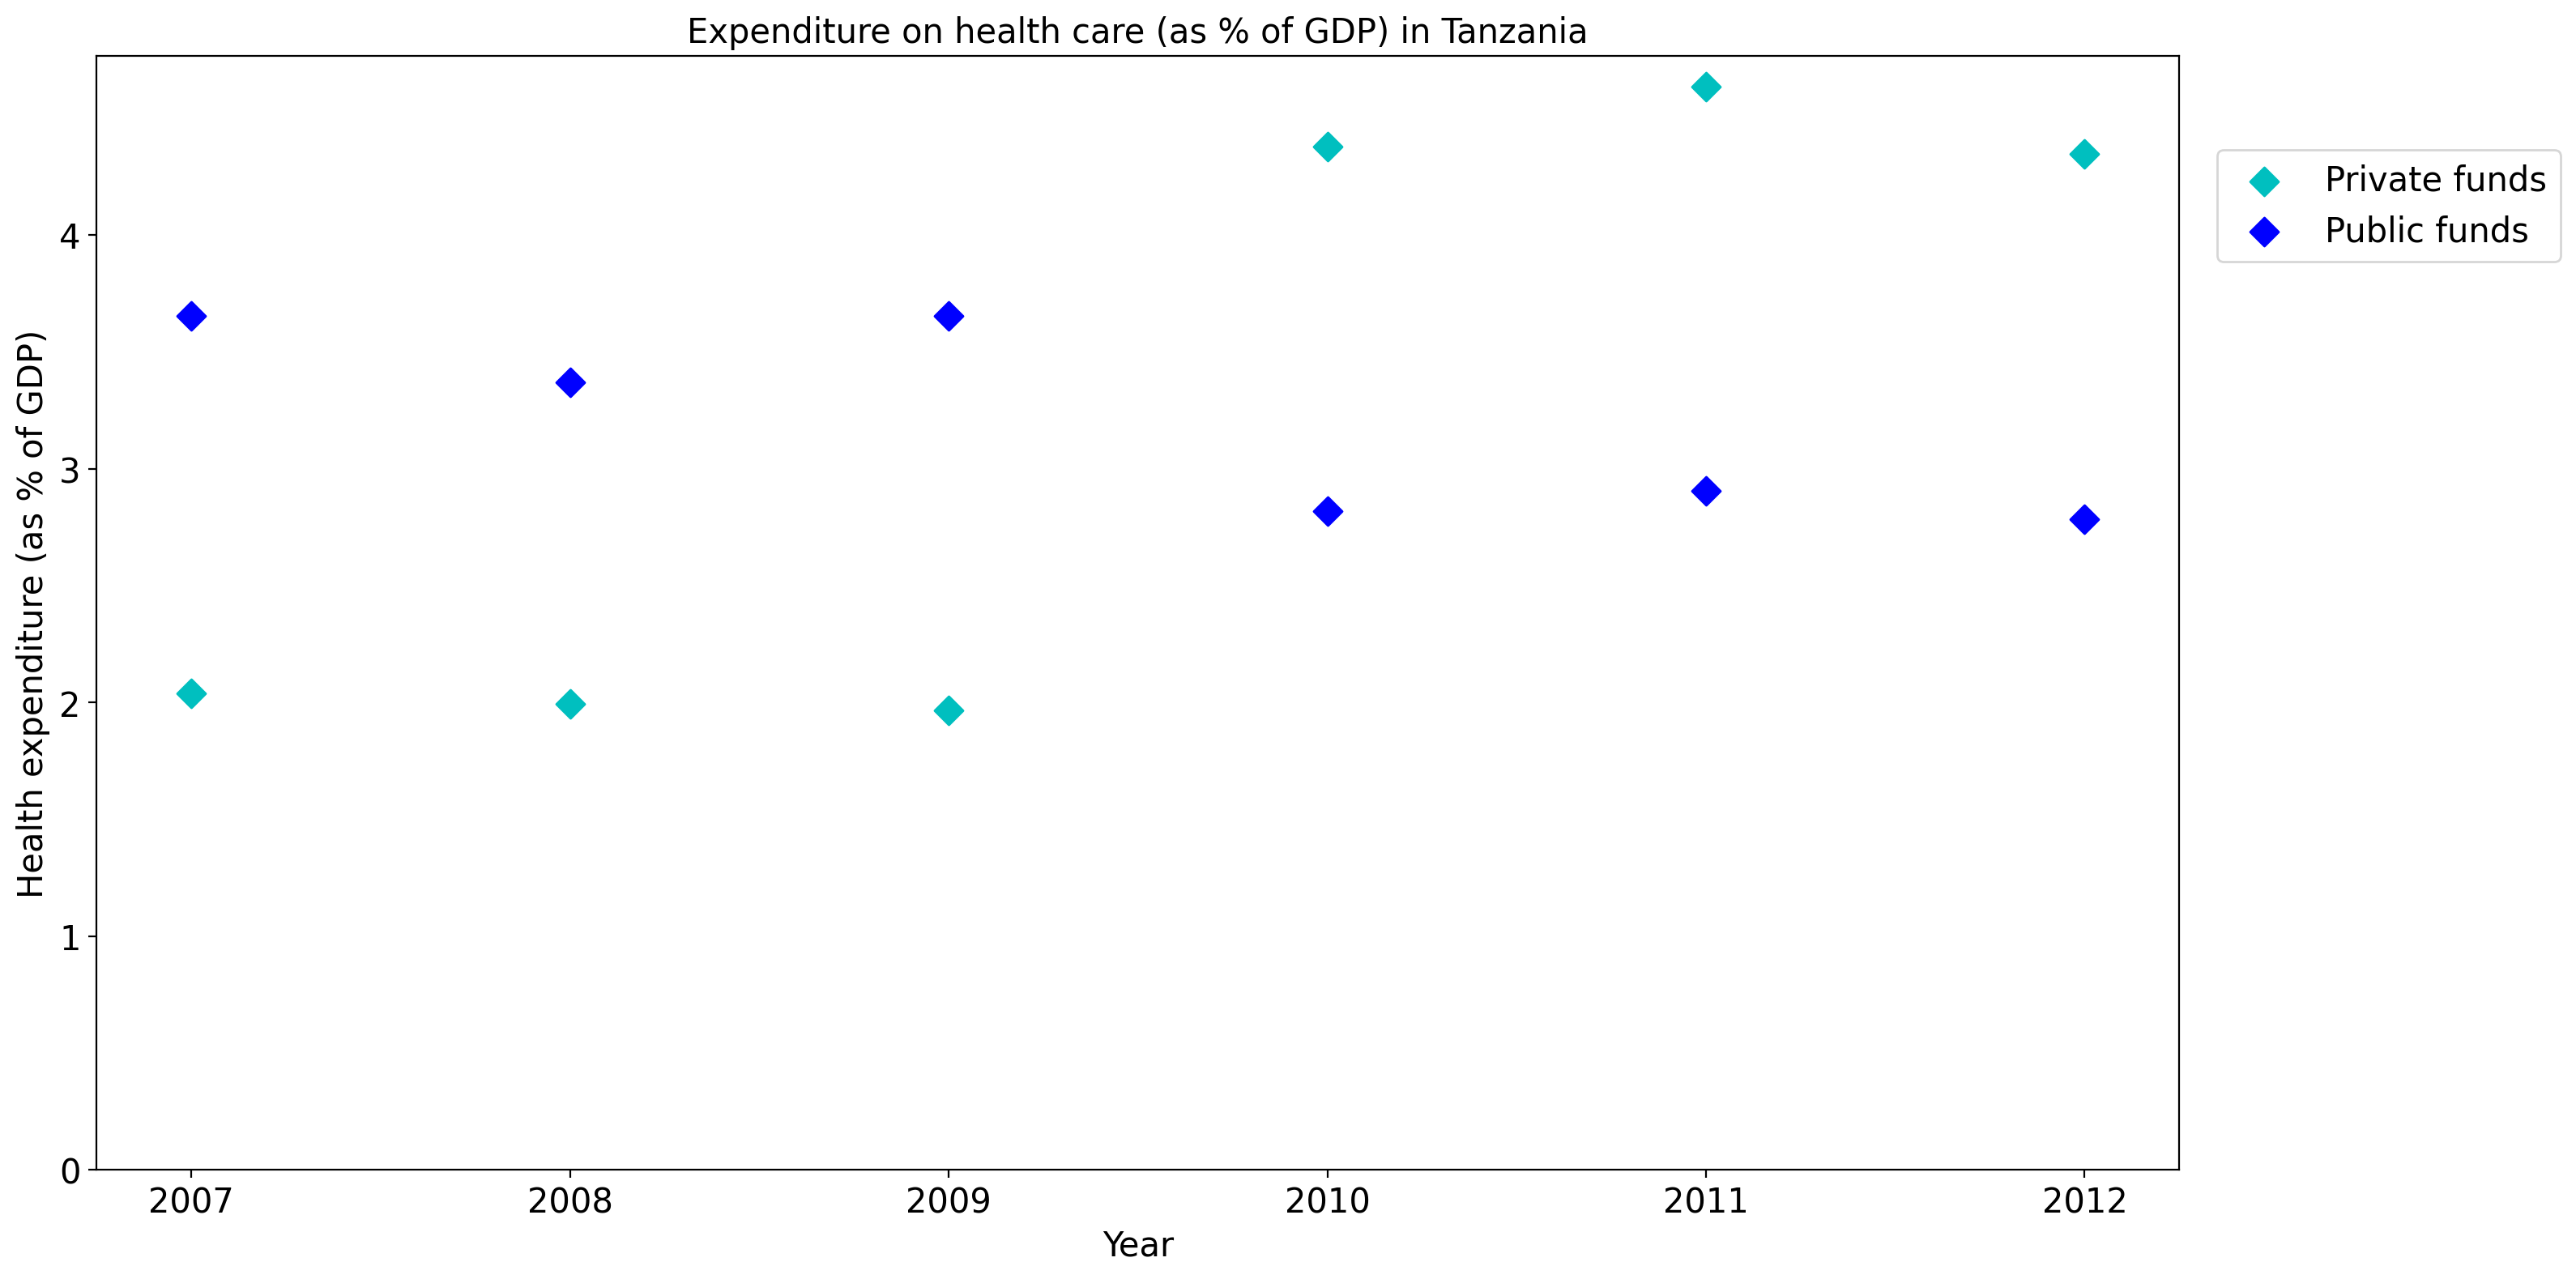 Expenditure on health care (as % of GDP) in Tanzania
Health expenditure (as % of GDP)
4
3
2
1
0
2007 2008 2009 2010 2011 2012
Year
Private funds
Public funds